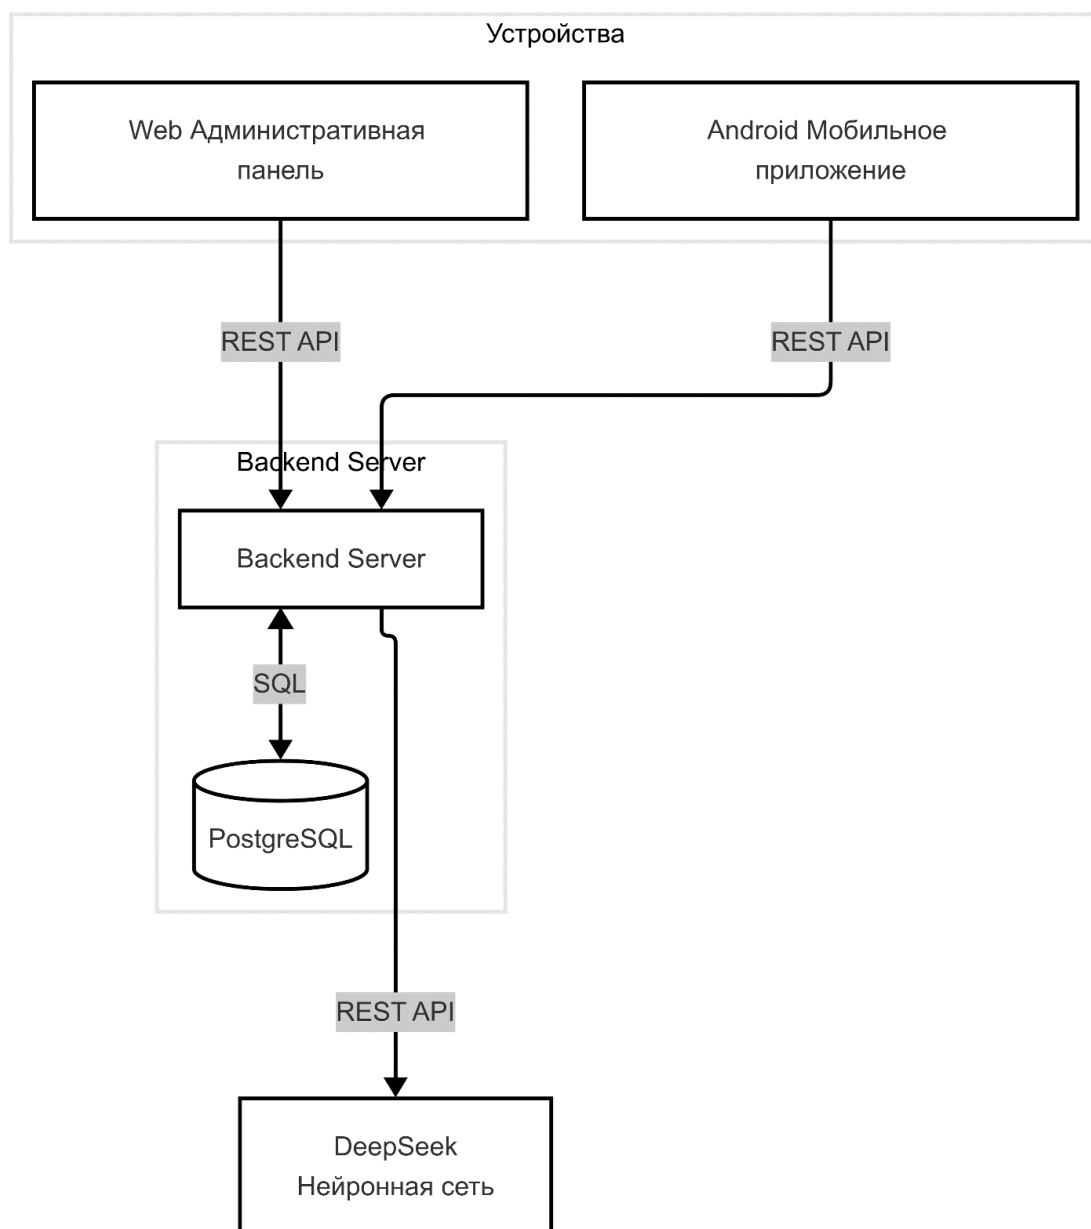 Устройства
Web Административная
панель
Android Мобильное
приложение
REST API
REST API
Backend Server
Backend Server
SQL
PostgreSQL
REST API
DeepSeek
Нейронная сеть